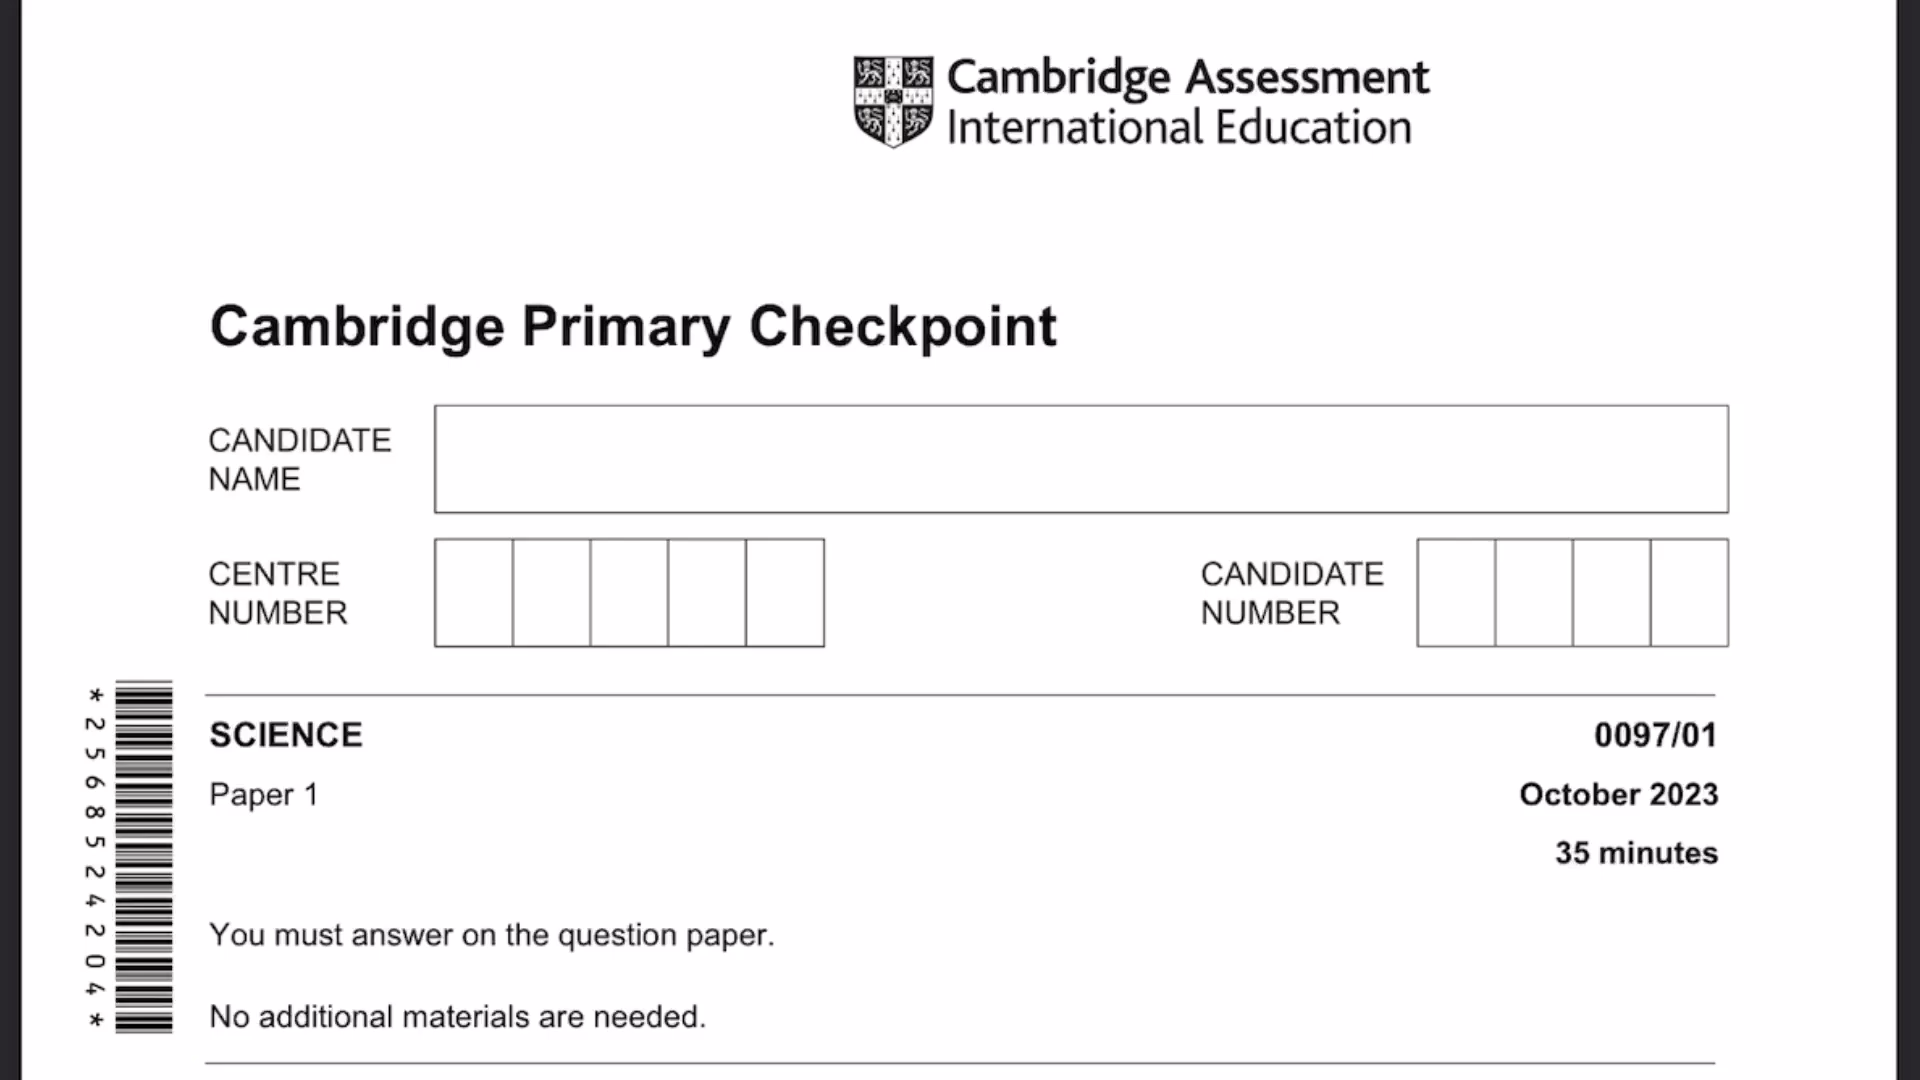 Cambridge Assessment
International Education
Cambridge Primary Checkpoint
CANDIDATE
NAME
CENTRE
NUMBER
CANDIDATE
NUMBER
*2568524204*
SCIENCE
0097/01
Paper 1
October 2023
35 minutes
You must answer on the question paper.
No additional materials are needed.